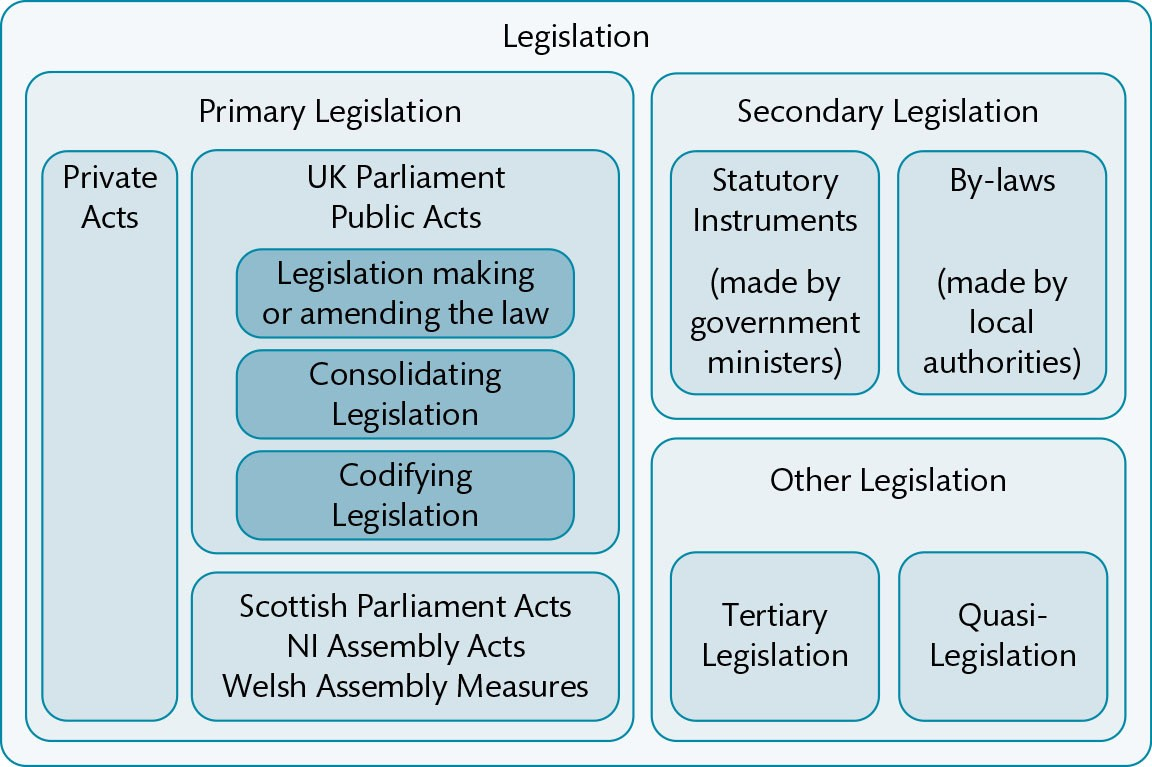 Legislation
Primary Legislation
Private
Acts
UK Parliament
Public Acts
Legislation making
or amending the law
Consolidating
Legislation
Codifying
Legislation
Scottish Parliament Acts
NI Assembly Acts
Welsh Assembly Measures
Secondary Legislation
Statutory
Instruments
(made by
government
ministers)
By-laws
(made by
local
authorities)
Other Legislation
Tertiary
Legislation
Quasi-
Legislation